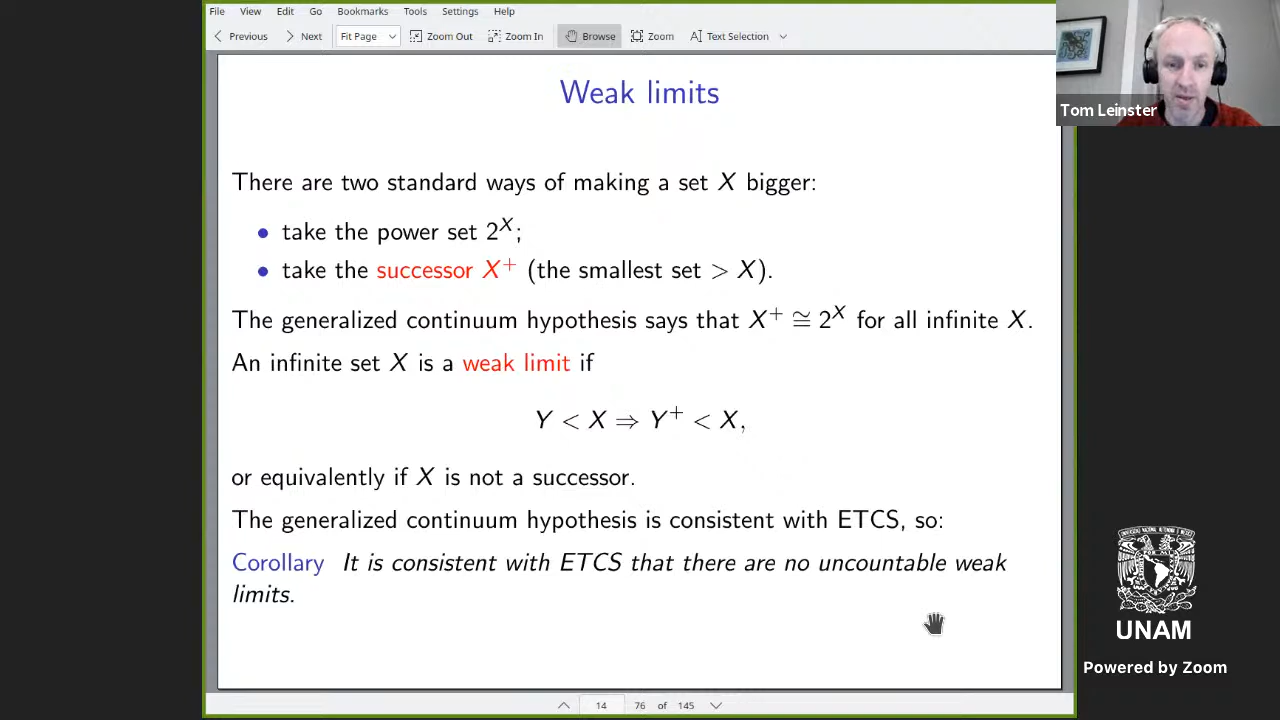 File View Edit Go Bookmarks Tools Settings Help
Previous Next Fit Page Zoom Out Zoom In Browse Zoom Text Selection
Tom Leinster
Weak limits
There are two standard ways of making a set X bigger:
• take the power set 2^X;
• take the successor X⁺ (the smallest set > X).
The generalized continuum hypothesis says that X⁺ ≅ 2^X for all infinite X.
An infinite set X is a weak limit if
Y < X ⇒ Y⁺ < X,
or equivalently if X is not a successor.
The generalized continuum hypothesis is consistent with ETCS, so:
Corollary It is consistent with ETCS that there are no uncountable weak
limits.
UNAM
Powered by Zoom
14 76 of 145